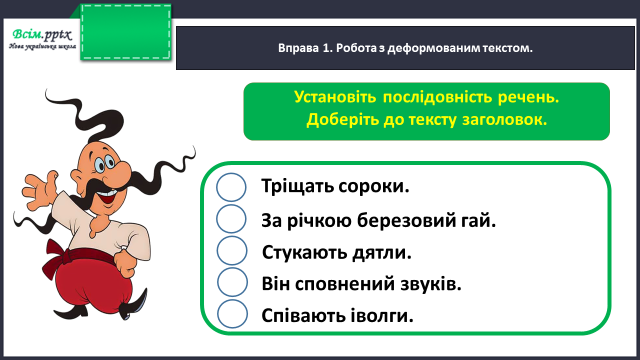 Всім.pptx
Нова українська школа
Вправа 1. Робота з деформованим текстом.
Установіть послідовність речень.
Доберіть до тексту заголовок.
Тріщать сороки.
За річкою березовий гай.
Стукають дятли.
Він сповнений звуків.
Співають іволги.